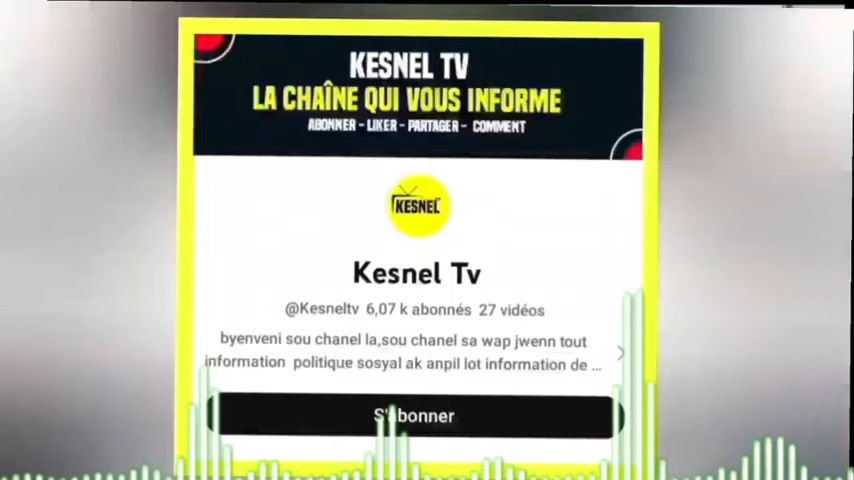 KESNEL TV
LA CHAÎNE QUI VOUS INFORME
ABONNER - LIKER - PARTAGER - COMMENT
KESNEL
Kesnel Tv
@Kesneltv 6,07 k abonnés 27 vidéos
byenveni sou chanel la,sou chanel sa wap jwenn tout
information politique sosyal ak anpil lot information de ...
S'abonner